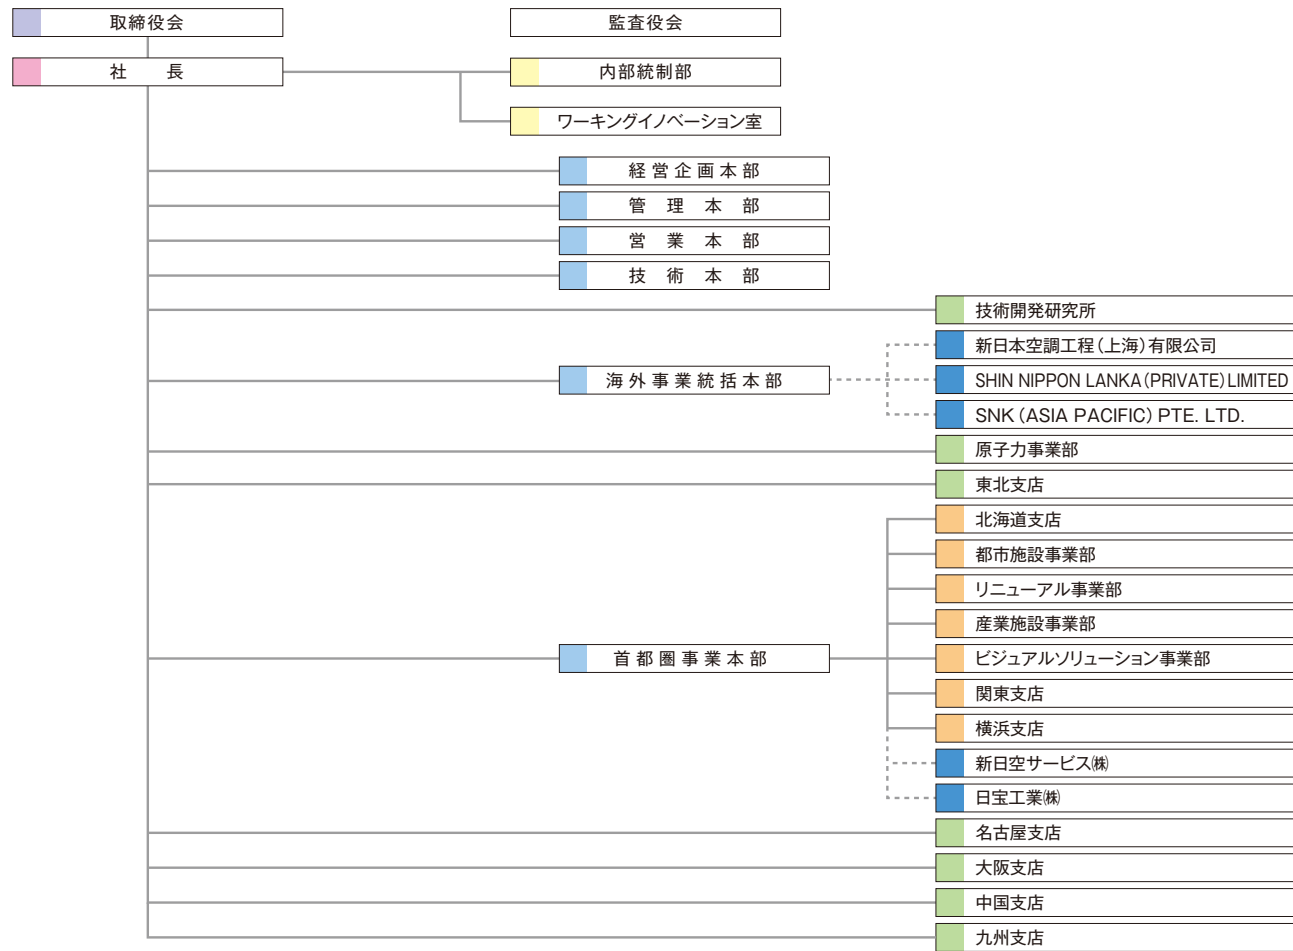 取締役会
監査役会
社長
内部統制部
ワーキングイノベーション室
経営企画本部
管理本部
営業本部
技術本部
技術開発研究所
新日本空調工程(上海)有限公司
海外事業統括本部
SHIN NIPPON LANKA(PRIVATE)LIMITED
SNK (ASIA PACIFIC) PTE. LTD.
原子力事業部
東北支店
北海道支店
都市施設事業部
リニューアル事業部
産業施設事業部
首都圏事業本部
ビジュアルソリューション事業部
関東支店
横浜支店
新日空サービス㈱
日宝工業㈱
名古屋支店
大阪支店
中国支店
九州支店